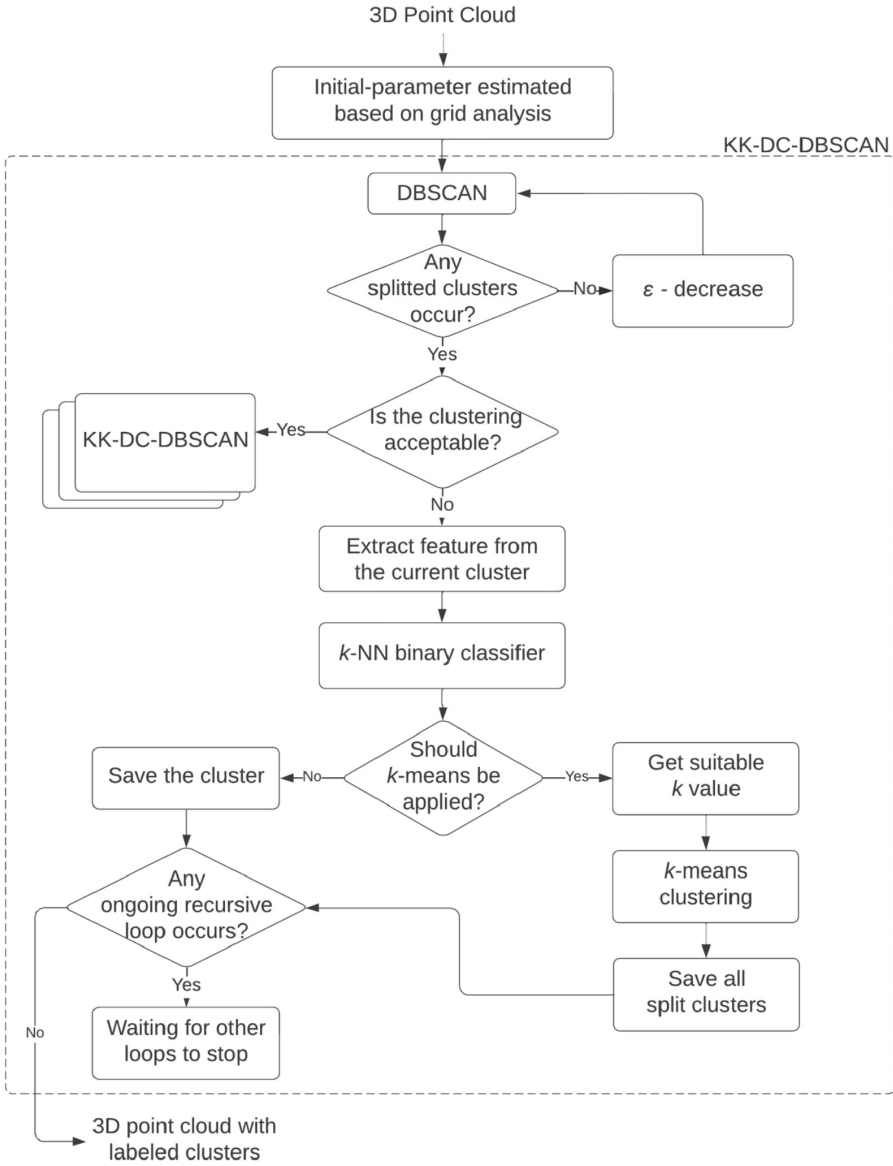 3D Point Cloud
Initial-parameter estimated
based on grid analysis
KK-DC-DBSCAN
DBSCAN
Any
splitted clusters
occur?
No
ε - decrease
Yes
Is the clustering
acceptable?
Yes
KK-DC-DBSCAN
No
Extract feature from
the current cluster
k-NN binary classifier
Should
k-means be
applied?
No
Save the cluster
Yes
Get suitable
k value
k-means
clustering
Any
ongoing recursive
loop occurs?
Save all
split clusters
Yes
Waiting for other
loops to stop
No
3D point cloud with
labeled clusters